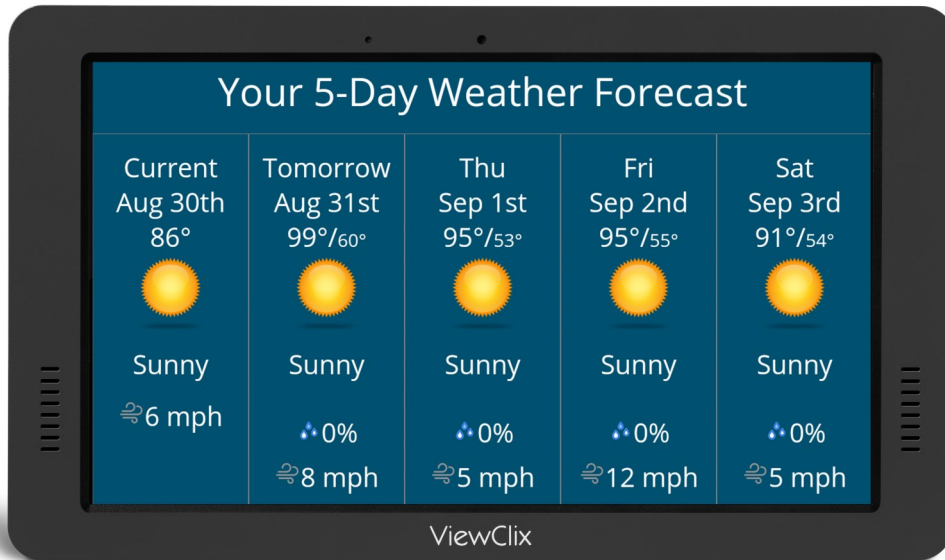 Your 5-Day Weather Forecast
Current
Aug 30th
86°
Sunny
6 mph
Tomorrow
Aug 31st
99°/60°
Sunny
0%
8 mph
Thu
Sep 1st
95°/53°
Sunny
0%
5 mph
Fri
Sep 2nd
95°/55°
Sunny
0%
12 mph
Sat
Sep 3rd
91°/54°
Sunny
0%
5 mph
ViewClix